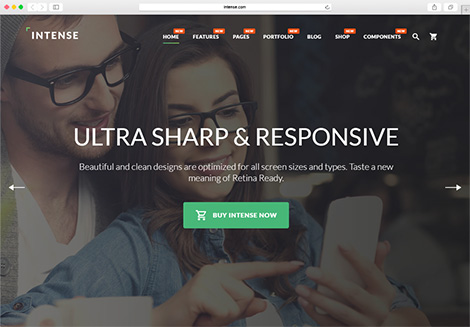 intense.com
INTENSE
NEW NEW NEW NEW NEW NEW
HOME FEATURES PAGES PORTFOLIO BLOG SHOP COMPONENTS
ULTRA SHARP & RESPONSIVE
Beautiful and clean designs are optimized for all screen sizes and types. Taste a new
meaning of Retina Ready.
BUY INTENSE NOW